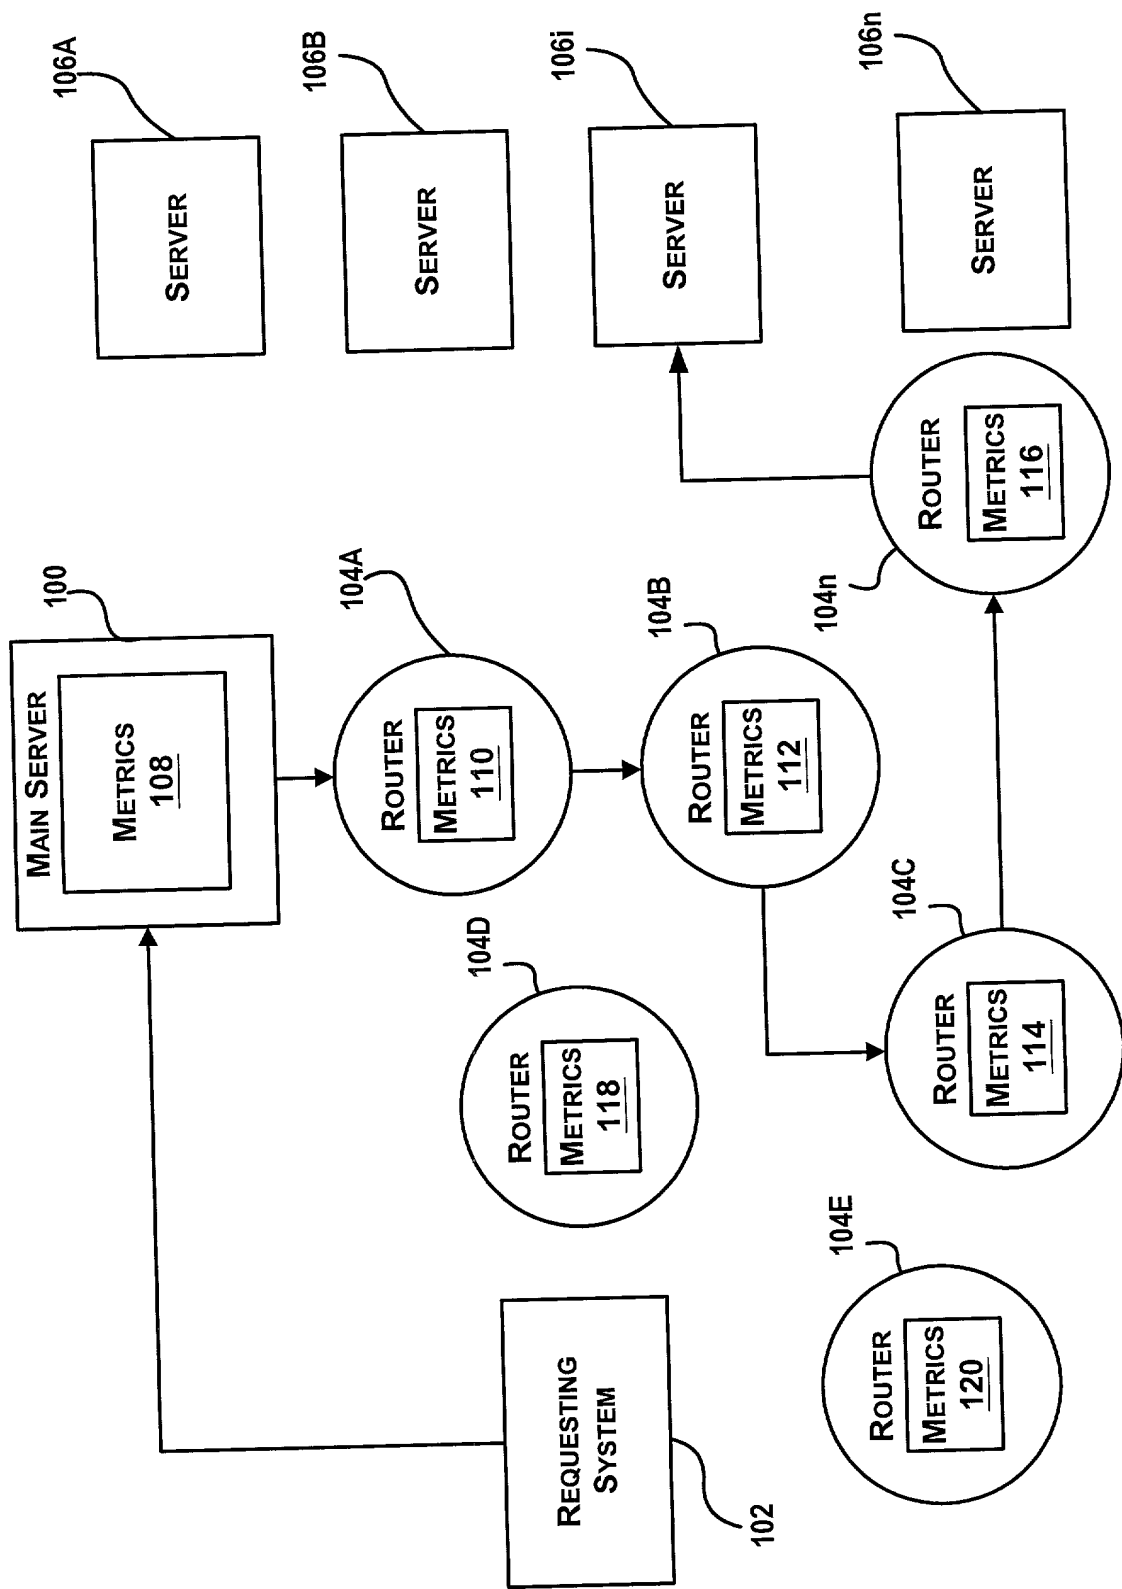 REQUESTING
SYSTEM
102
MAIN SERVER
METRICS
108
100
ROUTER
METRICS
110
104A
ROUTER
METRICS
118
104D
ROUTER
METRICS
112
104B
ROUTER
METRICS
120
104E
ROUTER
METRICS
114
104C
ROUTER
METRICS
116
104n
SERVER
106A
SERVER
106B
SERVER
106i
SERVER
106n